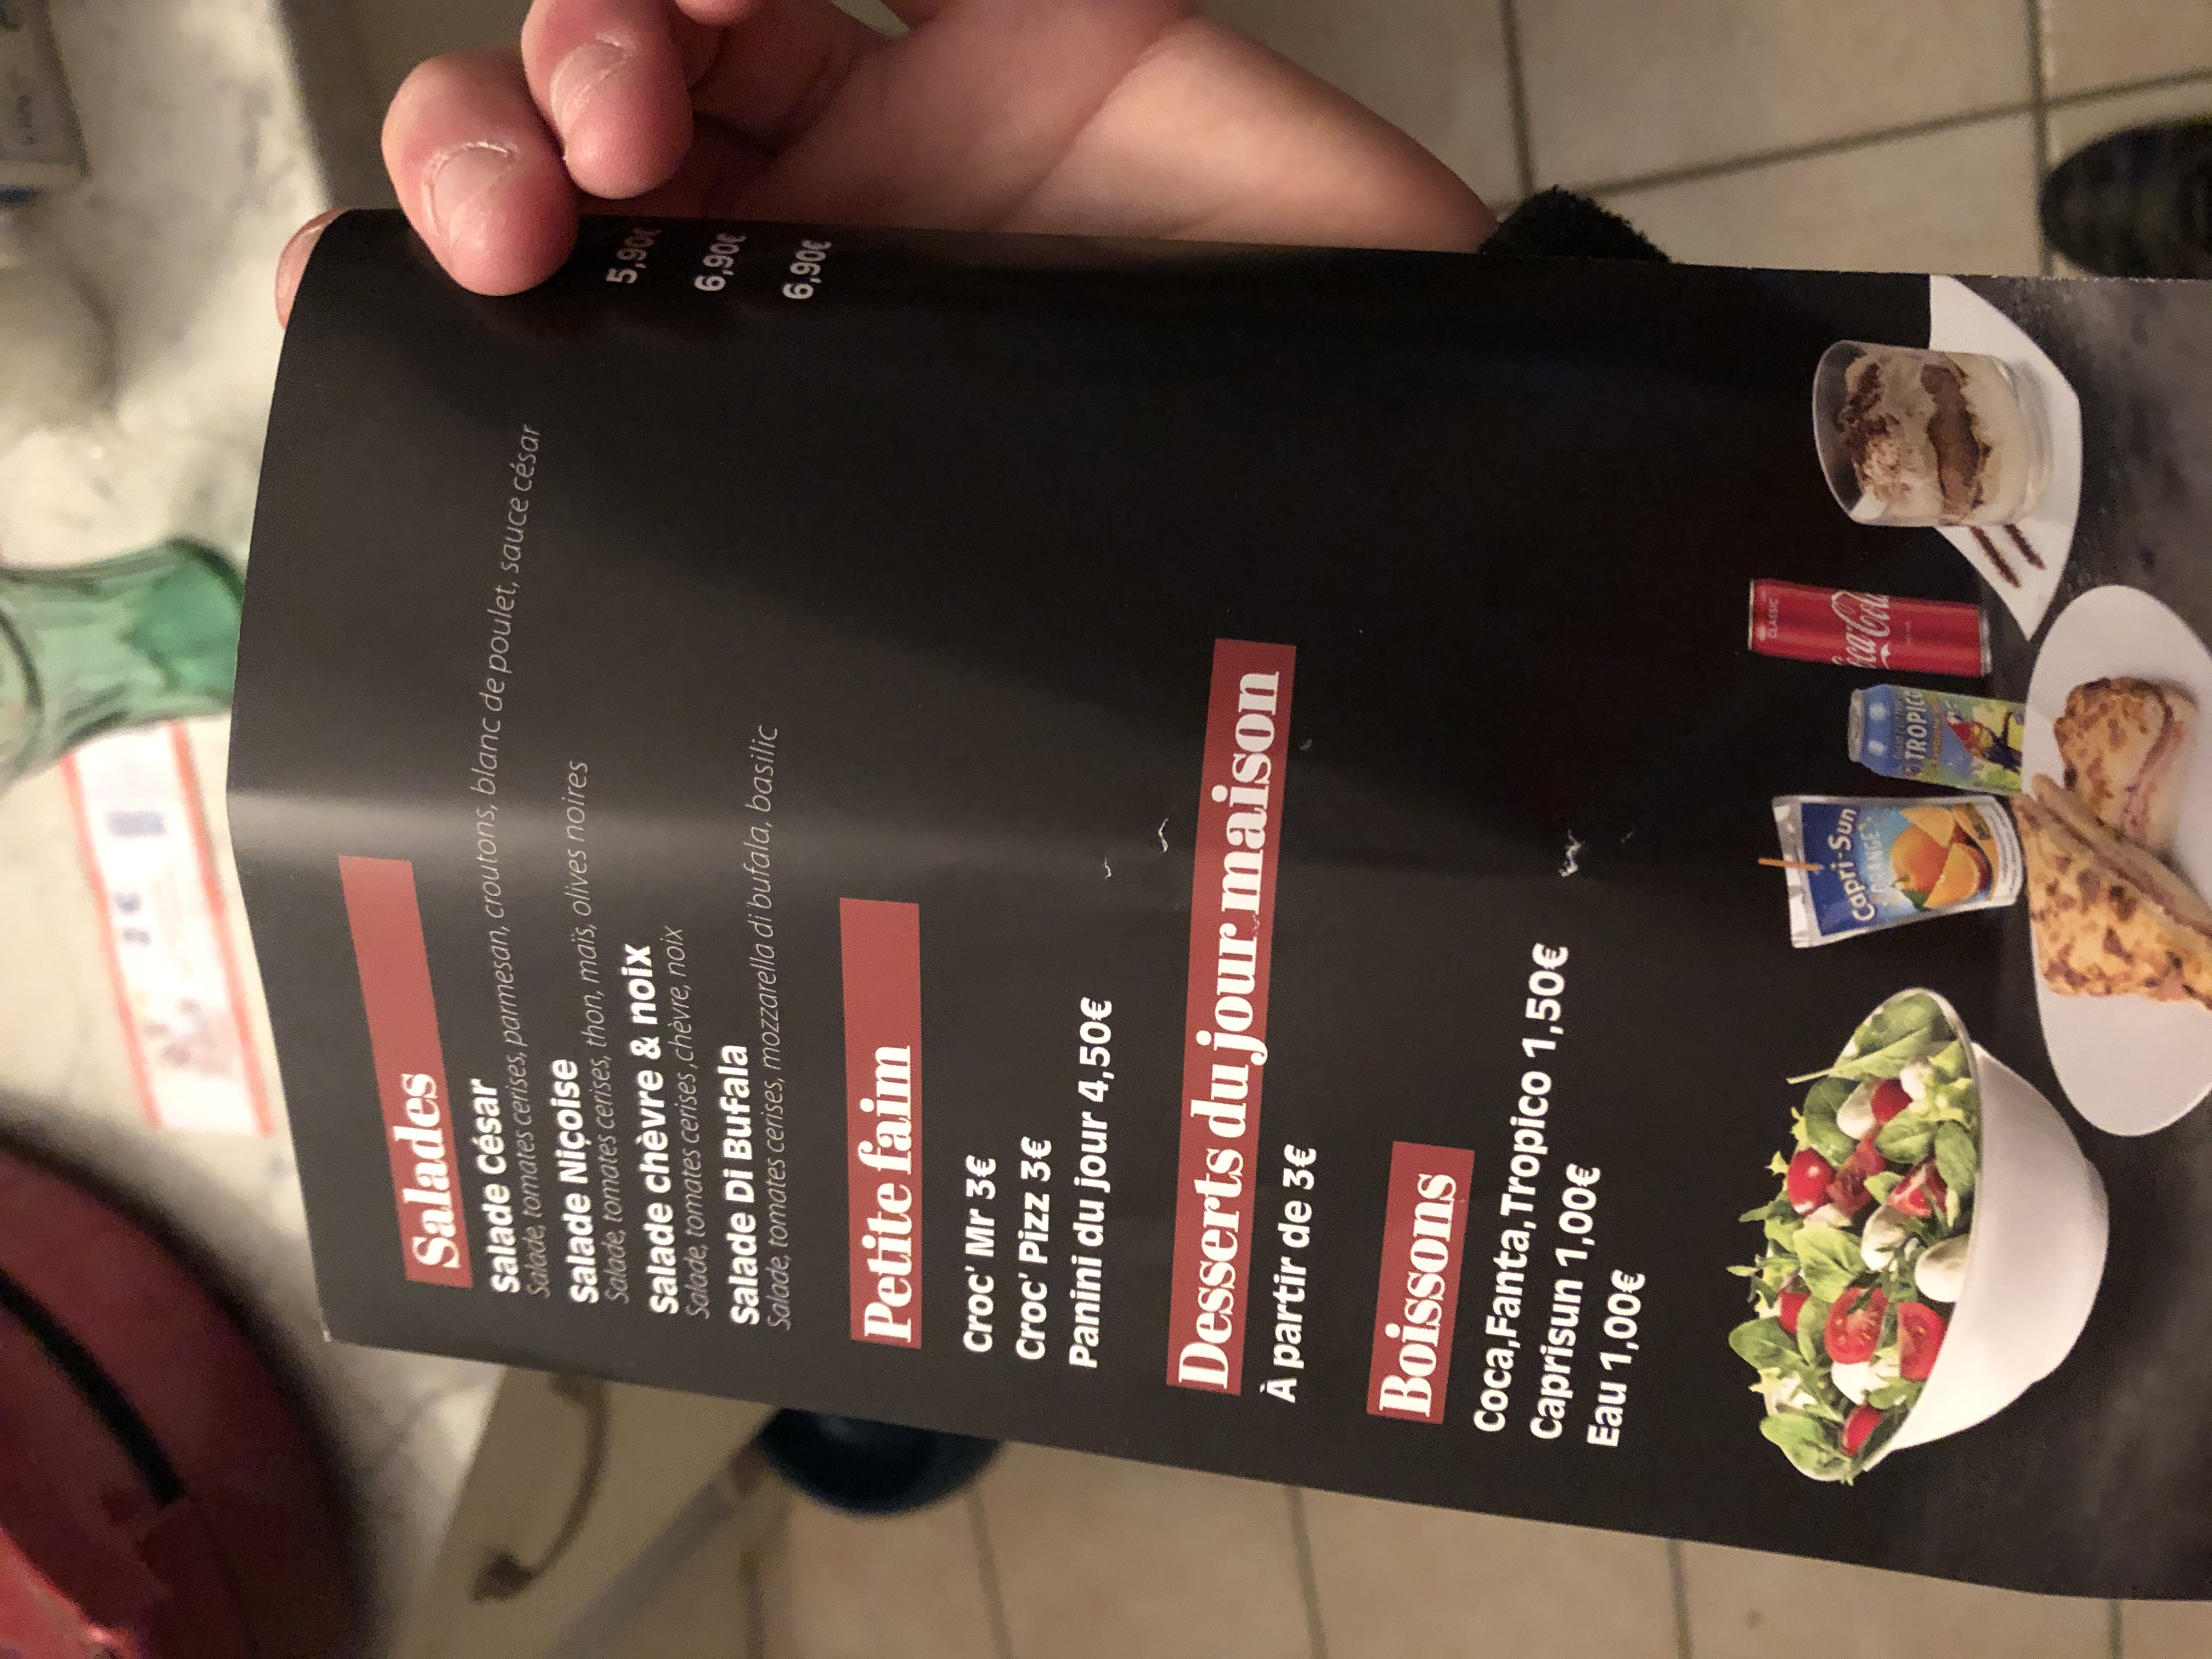 2 €
Salades
Salade César
Salade, tomates cerises, parmesan, croutons, blanc de poulet, sauce césar
Salade Niçoise
Salade, tomates cerises, thon, maïs, olives noires
5,90€
Salade chèvre & noix
Salade, tomates cerises ,chèvre, noix
6,90€
Salade Di Bufala
Salade, tomates cerises, mozzarella di bufala, basilic
6,90€
Petite faim
Croc' Mr 3€
Croc' Pizz 3€
Panini du jour 4,50€
Desserts du jour maison
À partir de 3€
Boissons
Coca,Fanta,Tropico 1,50€
Caprisun 1,00€
Eau 1,00€
Capri-Sun
ORANGE
TROPICO
CLASSIC
Coca-Cola